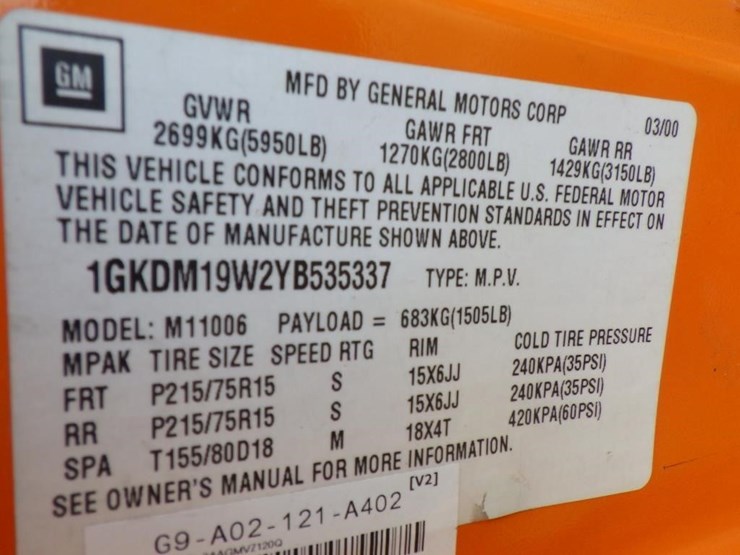 GM
MFD BY GENERAL MOTORS CORP 03/00
GVWR GAWR FRT GAWR RR
2699KG(5950LB) 1270KG(2800LB) 1429KG(3150LB)
THIS VEHICLE CONFORMS TO ALL APPLICABLE U.S. FEDERAL MOTOR
VEHICLE SAFETY AND THEFT PREVENTION STANDARDS IN EFFECT ON
THE DATE OF MANUFACTURE SHOWN ABOVE.
1GKDM19W2YB535337 TYPE: M.P.V.
MODEL: M11006 PAYLOAD = 683KG(1505LB)
MPAK TIRE SIZE SPEED RTG RIM COLD TIRE PRESSURE
FRT P215/75R15 S 15X6JJ 240KPA(35PSI)
RR P215/75R15 S 15X6JJ 240KPA(35PSI)
SPA T155/80D18 M 18X4T 420KPA(60PSI)
SEE OWNER'S MANUAL FOR MORE INFORMATION.
[V2]
G9-A02-121-A402